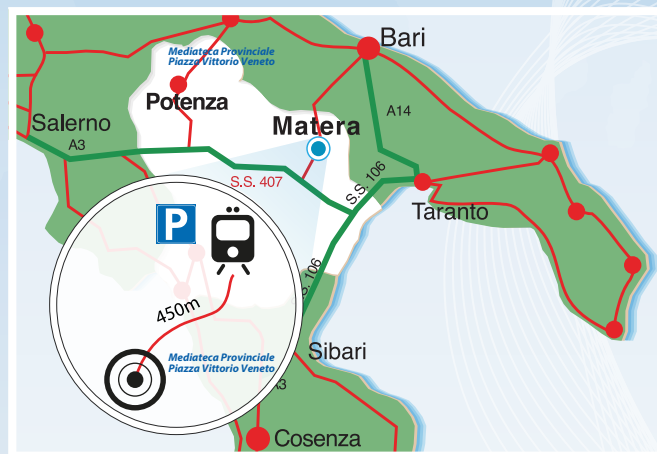 Mediateca Provinciale
Piazza Vittorio Veneto
Bari
Potenza
A14
Salerno
Matera
A3
S.S. 407
S.S. 106
Taranto
P
S. 106
450m
Sibari
Mediateca Provinciale
Piazza Vittorio Veneto
A3
Cosenza